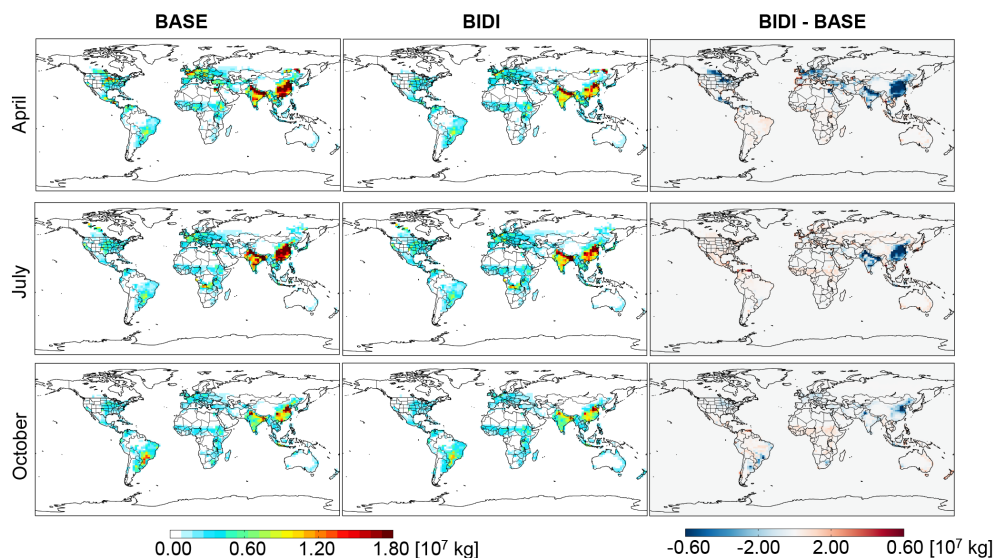 BASE BIDI BIDI - BASE
April
July
October
0.00 0.60 1.20 1.80 [10⁷ kg] -0.60 -2.00 2.00 0.60 [10⁷ kg]